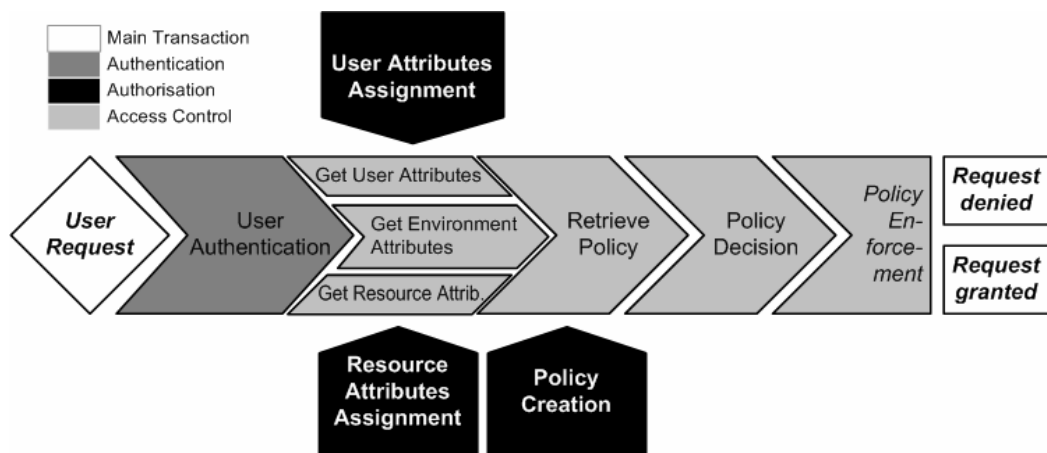 Main Transaction
Authentication
Authorisation
Access Control
User Attributes
Assignment
User
Request
User
Authentication
Get User Attributes
Get Environment
Attributes
Get Resource Attrib.
Retrieve
Policy
Policy
Decision
Policy
En-
force-
ment
Request
denied
Request
granted
Resource
Attributes
Assignment
Policy
Creation